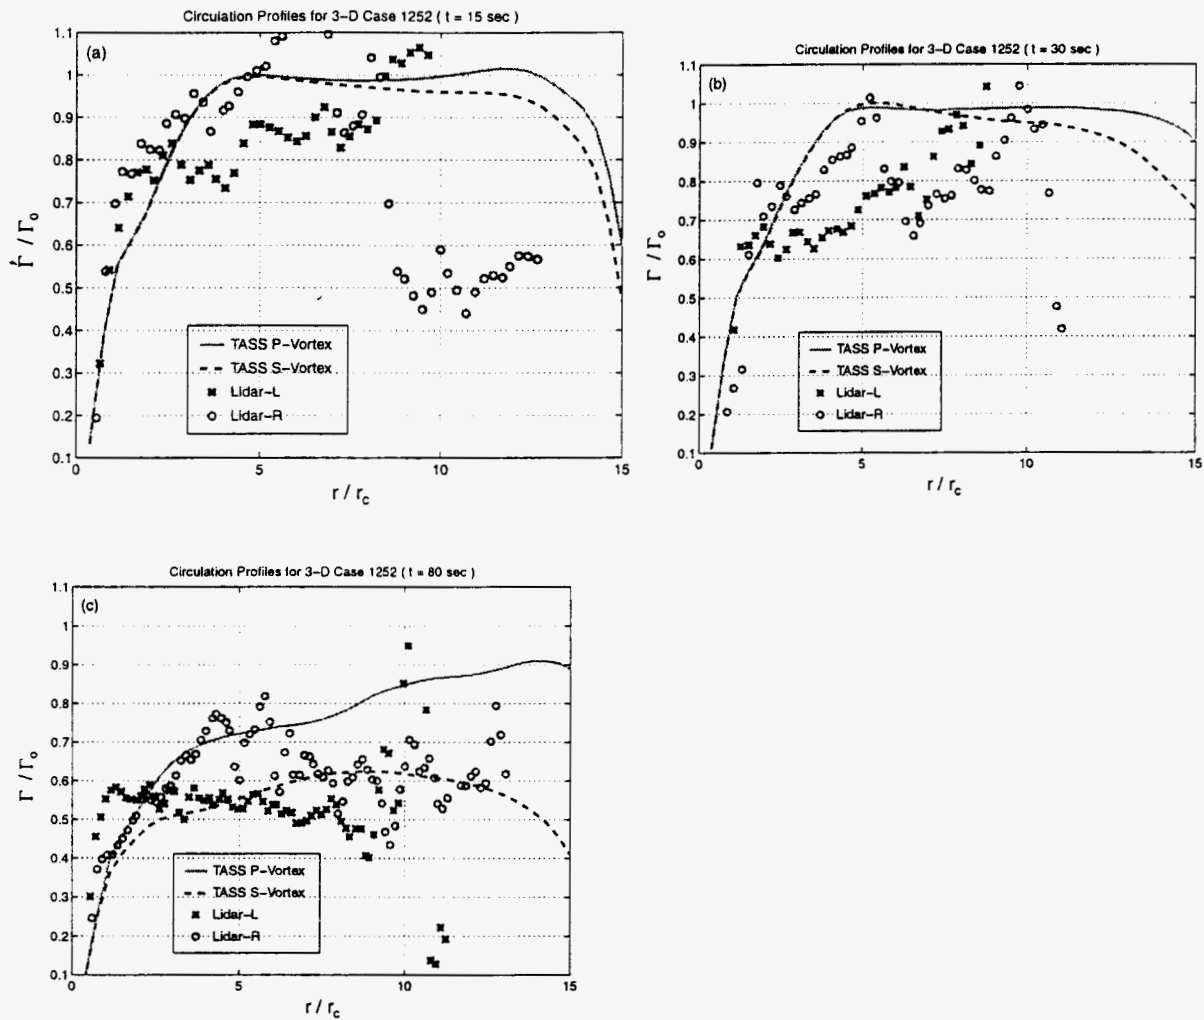 Circulation Profiles for 3-D Case 1252 ( t = 15 sec )
(a)
1.1
1
0.9
0.8
0.7
0.6
0.5
0.4
0.3
0.2
0.1
Γ / Γo
TASS P-Vortex
TASS S-Vortex
Lidar-L
Lidar-R
0 5 10 15
r / rc
Circulation Profiles for 3-D Case 1252 ( t = 30 sec )
(b)
1.1
1
0.9
0.8
0.7
0.6
0.5
0.4
0.3
0.2
0.1
Γ / Γo
TASS P-Vortex
TASS S-Vortex
Lidar-L
Lidar-R
0 5 10 15
r / rc
Circulation Profiles for 3-D Case 1252 ( t = 80 sec )
(c)
1.1
1
0.9
0.8
0.7
0.6
0.5
0.4
0.3
0.2
0.1
Γ / Γo
TASS P-Vortex
TASS S-Vortex
Lidar-L
Lidar-R
0 5 10 15
r / rc